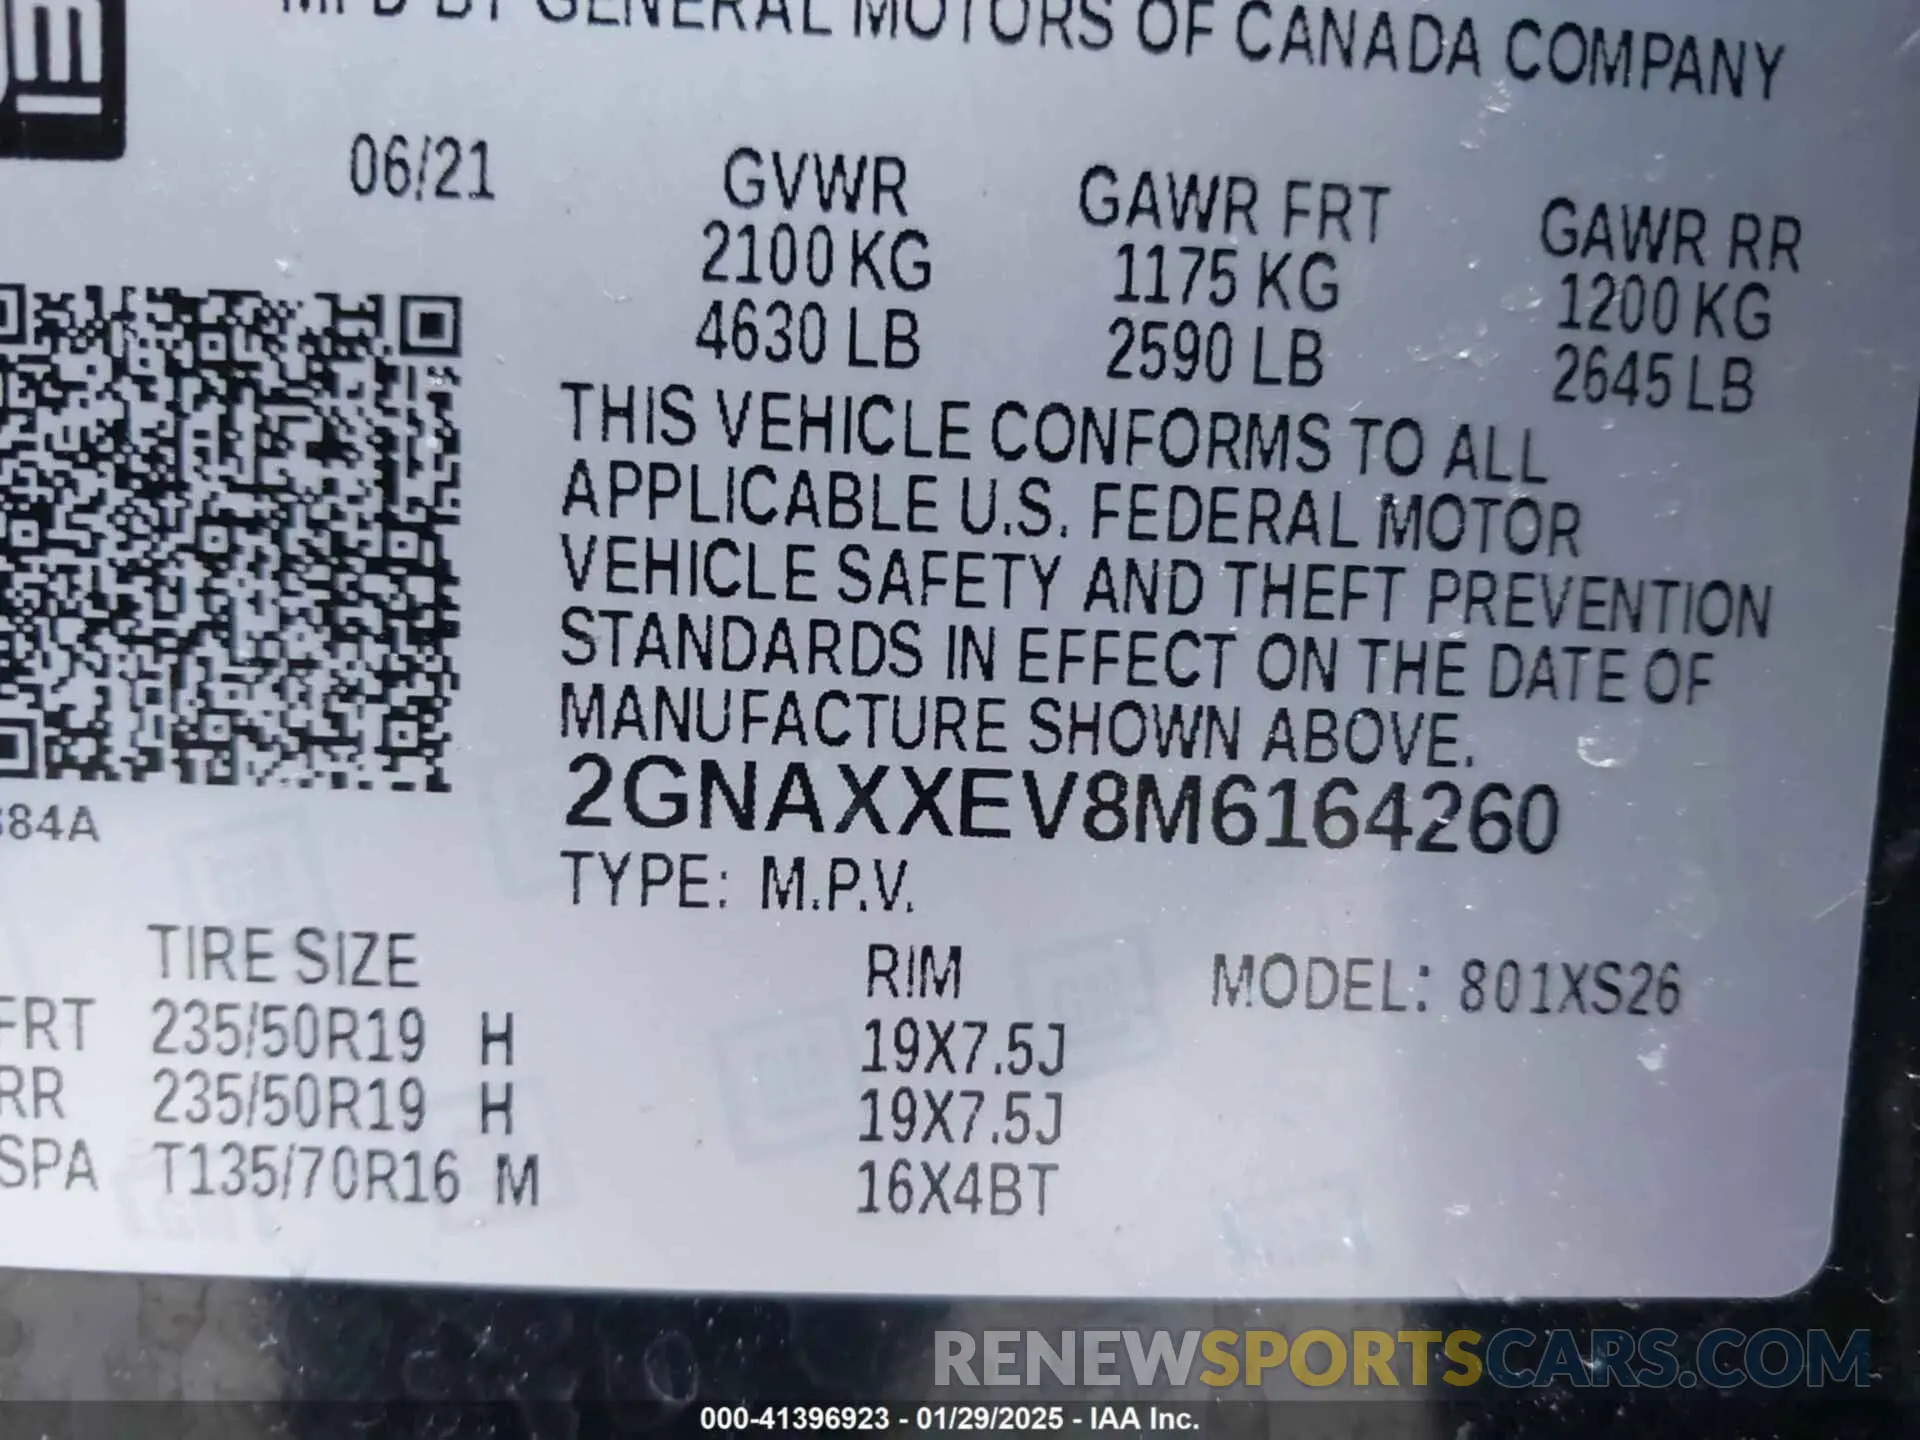 MFD BY GENERAL MOTORS OF CANADA COMPANY
06/21
GVWR GAWR FRT GAWR RR
2100 KG 1175 KG 1200 KG
4630 LB 2590 LB 2645 LB
THIS VEHICLE CONFORMS TO ALL
APPLICABLE U.S. FEDERAL MOTOR
VEHICLE SAFETY AND THEFT PREVENTION
STANDARDS IN EFFECT ON THE DATE OF
MANUFACTURE SHOWN ABOVE.
2GNAXXEV8M6164260
84A
TYPE: M.P.V.
TIRE SIZE RIM MODEL: 801XS26
FRT 235/50R19 H 19X7.5J
RR 235/50R19 H 19X7.5J
SPA T135/70R16 M 16X4BT
RENEWSPORTSCARS.COM
000-41396923 - 01/29/2025 - IAA Inc.